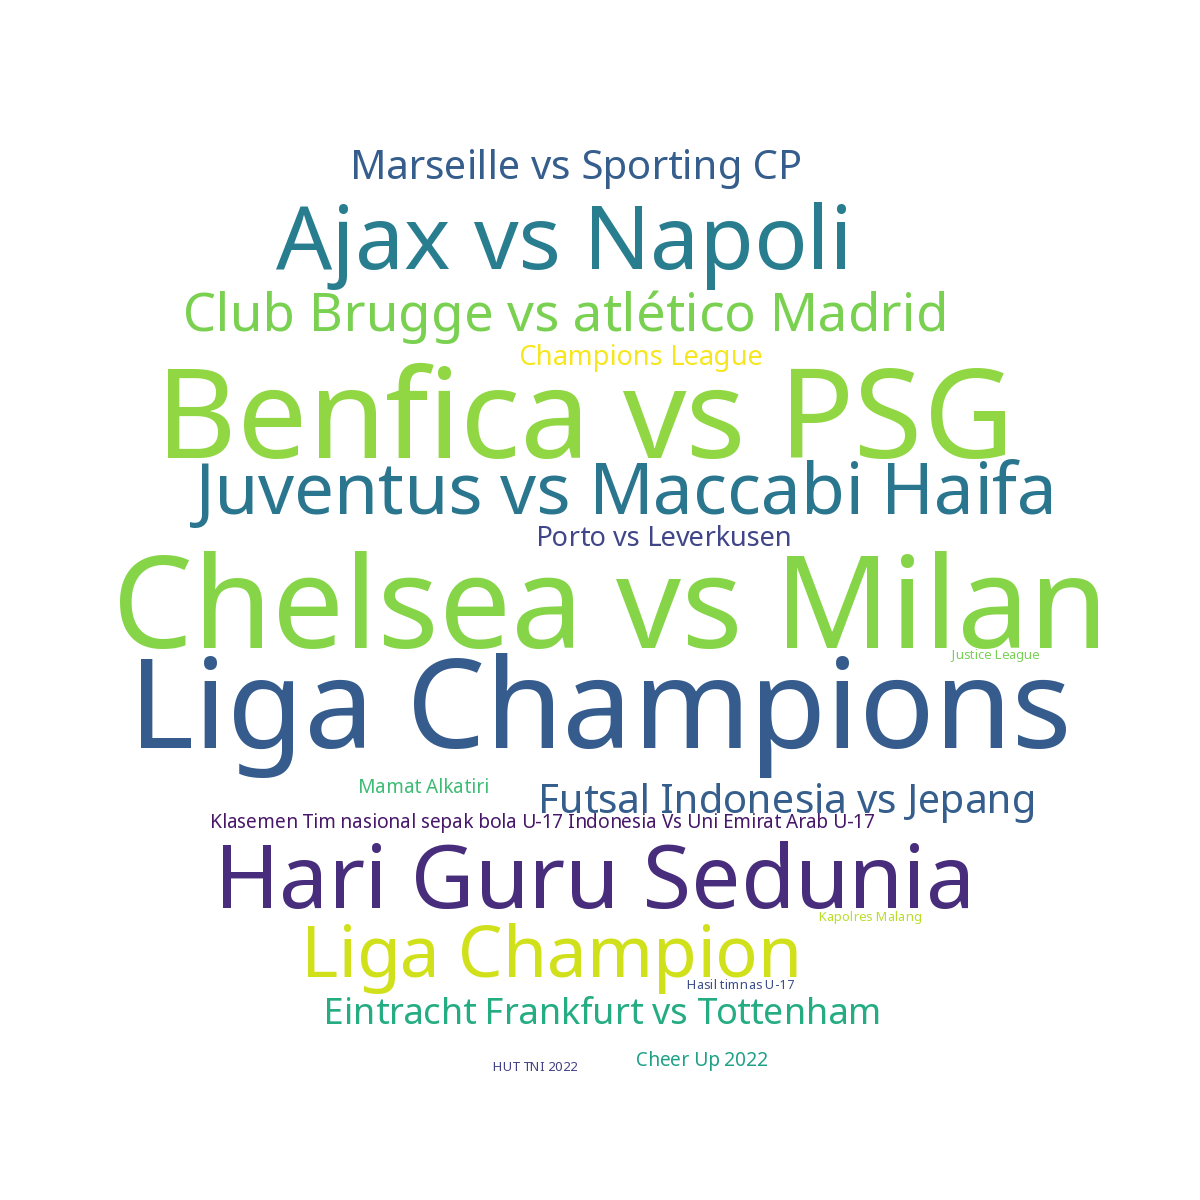 Marseille vs Sporting CP
Ajax vs Napoli
Club Brugge vs atlético Madrid
Champions League
Benfica vs PSG
Juventus vs Maccabi Haifa
Porto vs Leverkusen
Chelsea vs Milan
Justice League
Liga Champions
Mamat Alkatiri
Futsal Indonesia vs Jepang
Klasemen Tim nasional sepak bola U-17 Indonesia Vs Uni Emirat Arab U-17
Hari Guru Sedunia
Kapolres Malang
Liga Champion
Hasil timnas U-17
Eintracht Frankfurt vs Tottenham
Cheer Up 2022
HUT TNI 2022